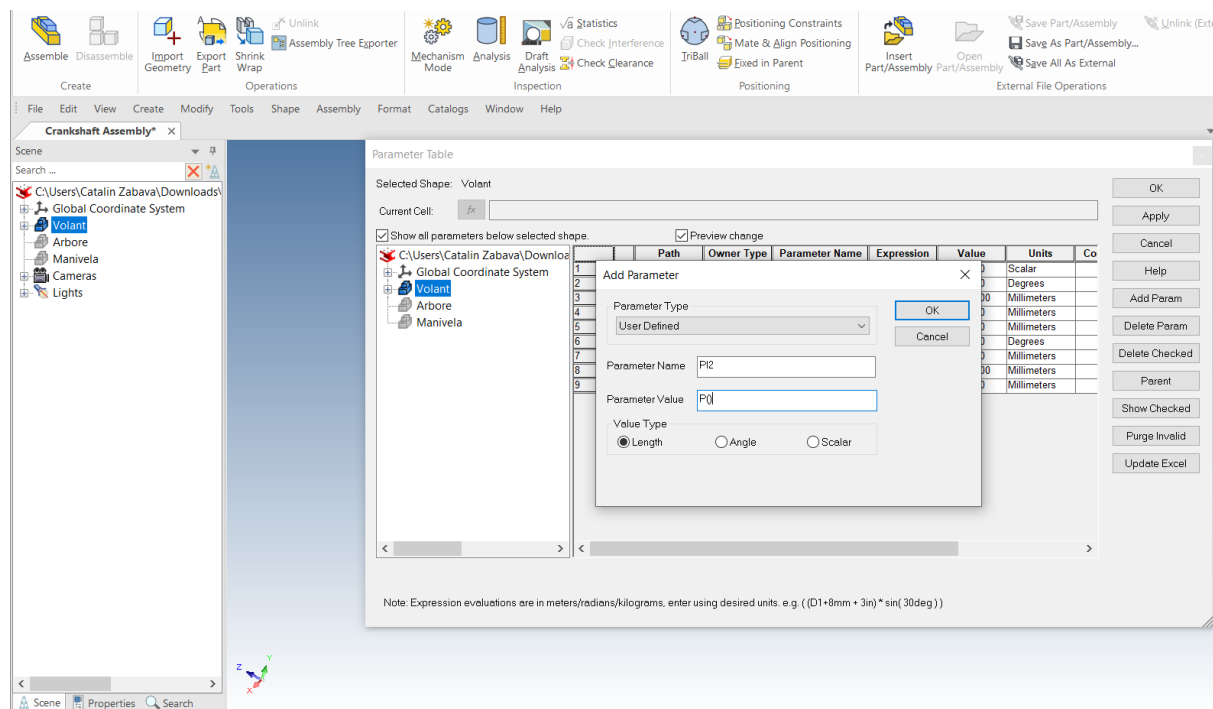 Unlink
Assembly Tree Exporter
Statistics
Check Interference
Check Clearance
Positioning Constraints
Mate & Align Positioning
Fixed in Parent
Save Part/Assembly
Save As Part/Assembly...
Save All As External
Unlink (Exte
Assemble Disassemble Import Geometry Export Part Shrink Wrap Mechanism Mode Analysis Draft Analysis TriBall Insert Part/Assembly Open Part/Assembly
Create Operations Inspection Positioning External File Operations
File Edit View Create Modify Tools Shape Assembly Format Catalogs Window Help
Crankshaft Assembly* ×
Scene
Search ...
C:\Users\Catalin Zabava\Downloads\
Global Coordinate System
Volant
Arbore
Manivela
Cameras
Lights
Parameter Table
Selected Shape: Volant
Current Cell: fx
Show all parameters below selected shape. Preview change
C:\Users\Catalin Zabava\Downloa
Global Coordinate System
Volant
Arbore
Manivela
Path Owner Type Parameter Name Expression Value Units Co
1 Scalar
2 Degrees
3 00 Millimeters
4 Millimeters
5 Millimeters
6 Degrees
7 Millimeters
8 00 Millimeters
9 Millimeters
Add Parameter
Parameter Type
User Defined
Parameter Name PI2
Parameter Value P()
Value Type
Length Angle Scalar
OK
Cancel
OK
Apply
Cancel
Help
Add Param
Delete Param
Delete Checked
Parent
Show Checked
Purge Invalid
Update Excel
Note: Expression evaluations are in meters/radians/kilograms, enter using desired units. e.g. ( (D1+8mm + 3in) * sin( 30deg ) )
Z Y X
Scene Properties Search